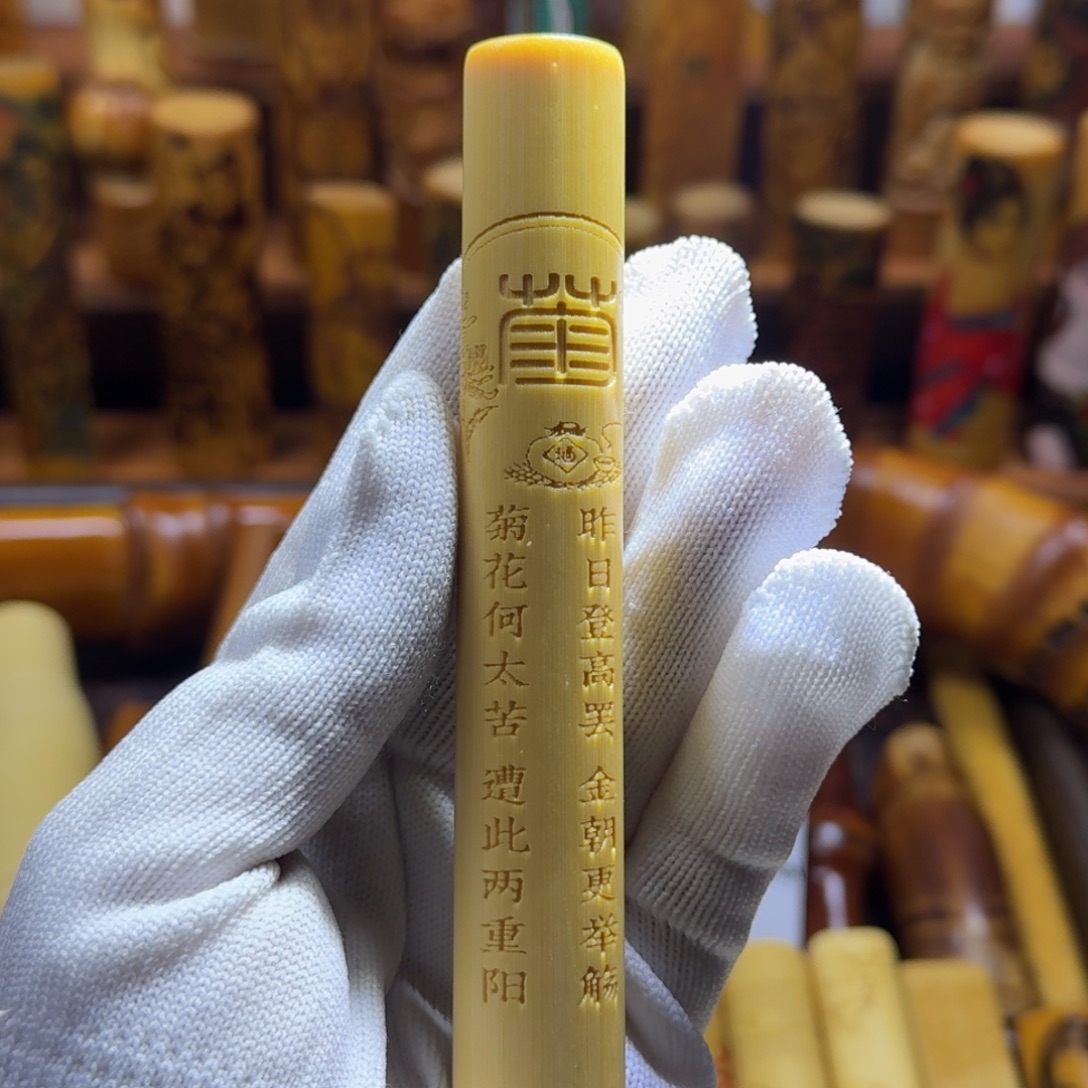 酒
昨日登高罢 金朝更举觞
菊花何太苦 遭此两重阳